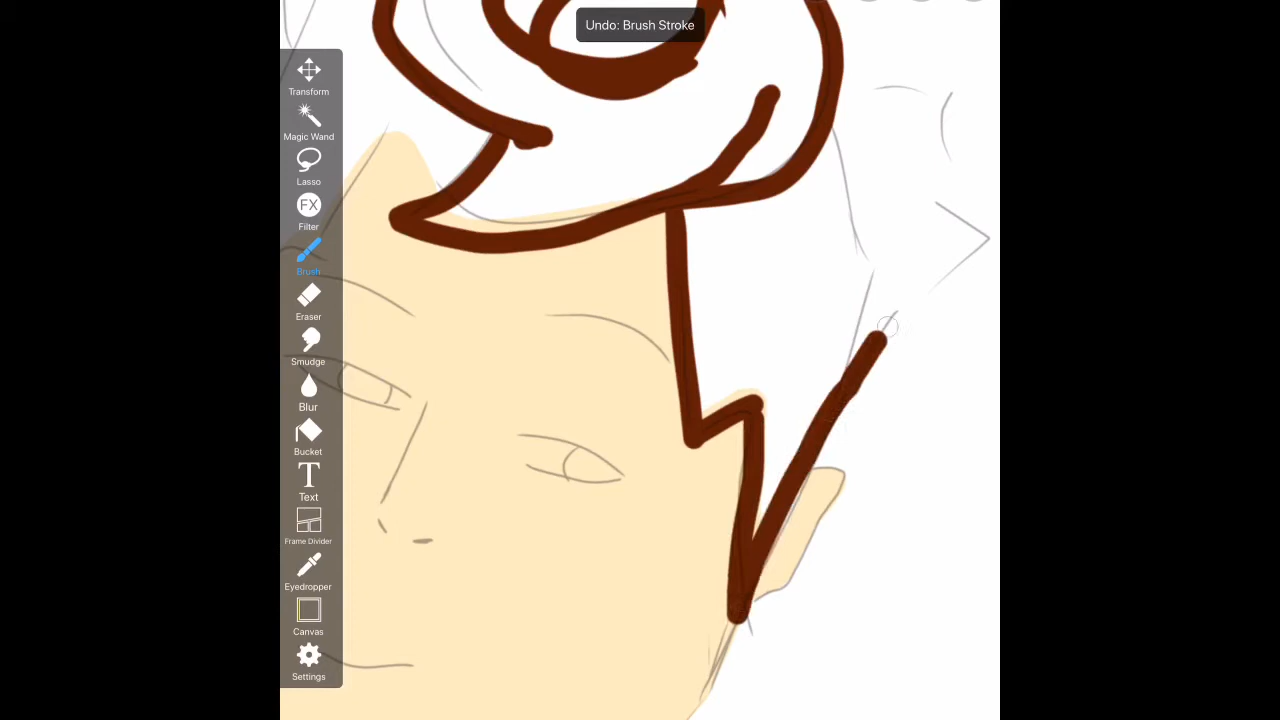 Undo: Brush Stroke
Transform
Magic Wand
Lasso
FX
Filter
Brush
Eraser
Smudge
Blur
Bucket
T
Text
Frame Divider
Eyedropper
Canvas
Settings